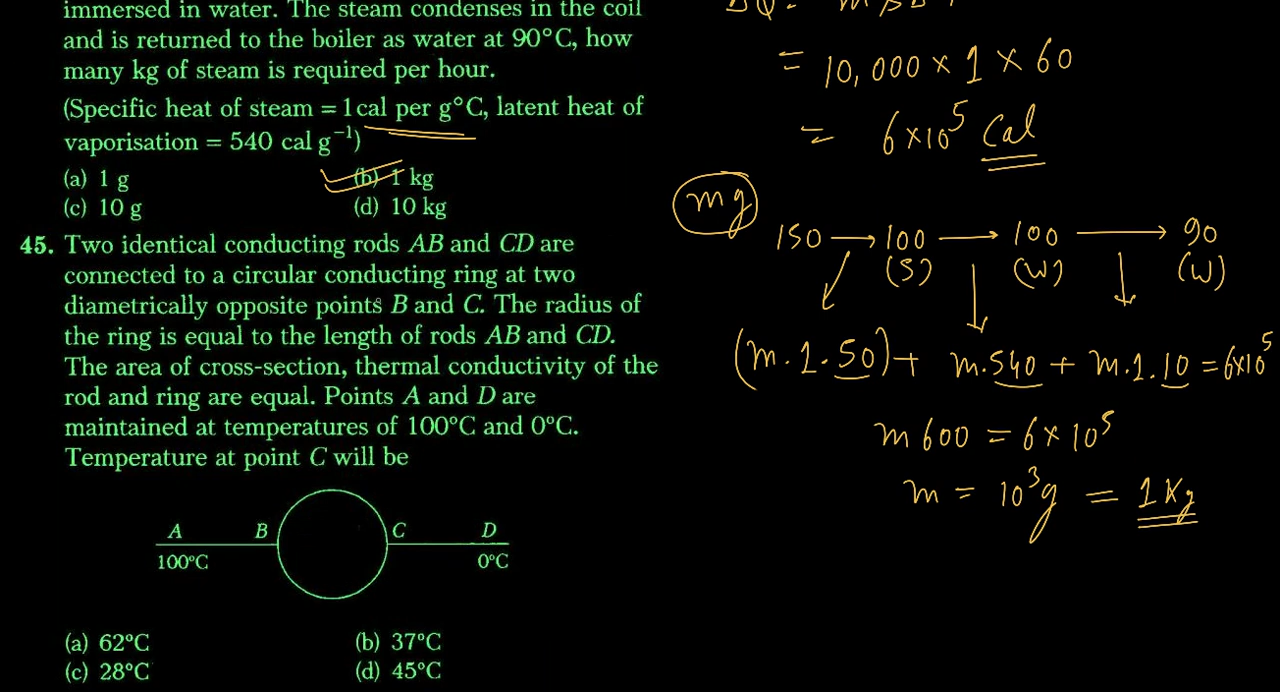 immersed in water. The steam condenses in the coil
and is returned to the boiler as water at 90°C, how
many kg of steam is required per hour.
(Specific heat of steam = 1 cal per g°C, latent heat of
vaporisation = 540 cal g⁻¹)
(a) 1 g (b) 1 kg
(c) 10 g (d) 10 kg
45. Two identical conducting rods AB and CD are
connected to a circular conducting ring at two
diametrically opposite points B and C. The radius of
the ring is equal to the length of rods AB and CD.
The area of cross-section, thermal conductivity of the
rod and ring are equal. Points A and D are
maintained at temperatures of 100°C and 0°C.
Temperature at point C will be
A B C D
100°C 0°C
(a) 62°C (b) 37°C
(c) 28°C (d) 45°C
= 10,000 × 1 × 60
= 6×10⁵ Cal
mg
150 → 100 → 100 → 90
(S) (W) (W)
(m.1.50) + m.540 + m.1.10 = 6×10⁵
m 600 = 6 × 10⁵
m = 10³g = 1Kg